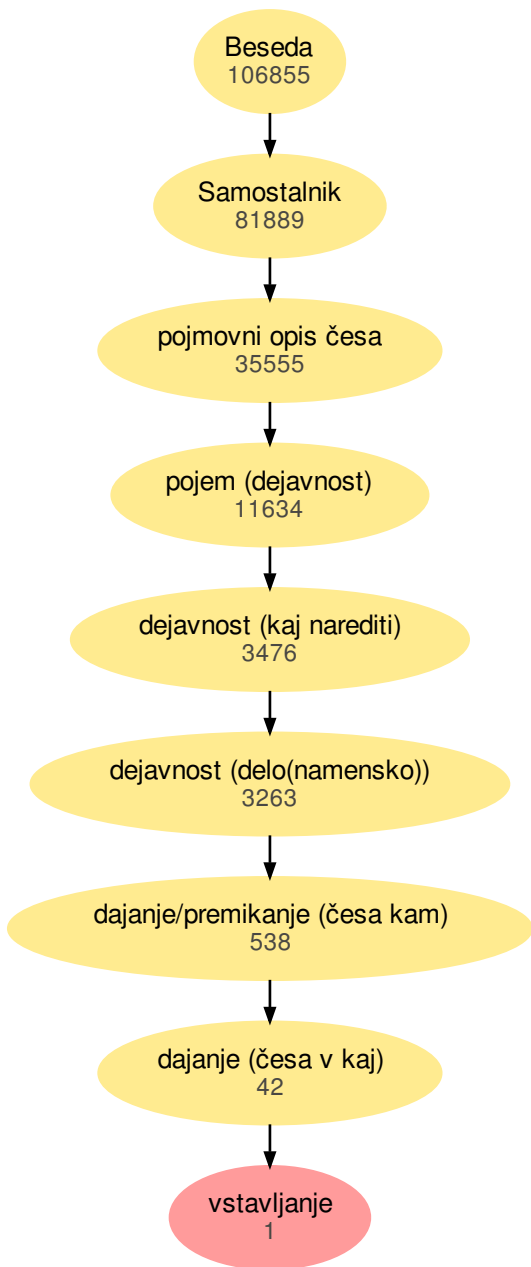 Beseda
106855
Samostalnik
81889
pojmovni opis česa
35555
pojem (dejavnost)
11634
dejavnost (kaj narediti)
3476
dejavnost (delo(namensko))
3263
dajanje/premikanje (česa kam)
538
dajanje (česa v kaj)
42
vstavljanje
1